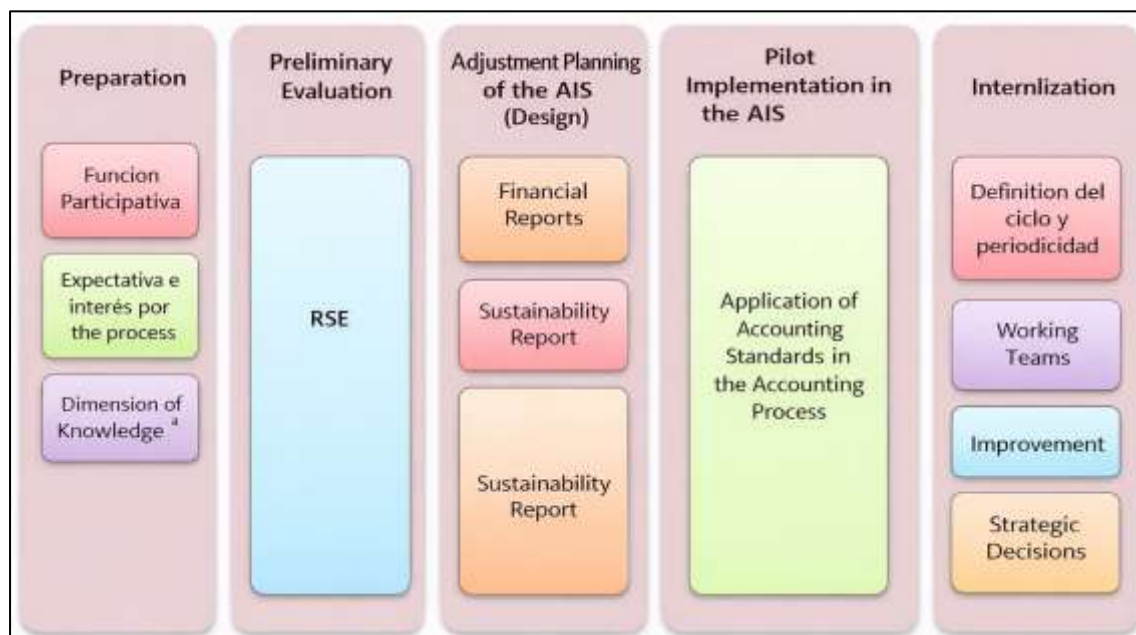 Preparation
Funcion
Participativa
Expectativa e
interés por
the process
Dimension of
Knowledge ª
Preliminary
Evaluation
RSE
Adjustment Planning
of the AIS
(Design)
Financial
Reports
Sustainability
Report
Sustainability
Report
Pilot
Implementation in
the AIS
Application of
Accounting
Standards in
the Accounting
Process
Internlization
Definition del
ciclo y
periodicidad
Working
Teams
Improvement
Strategic
Decisions